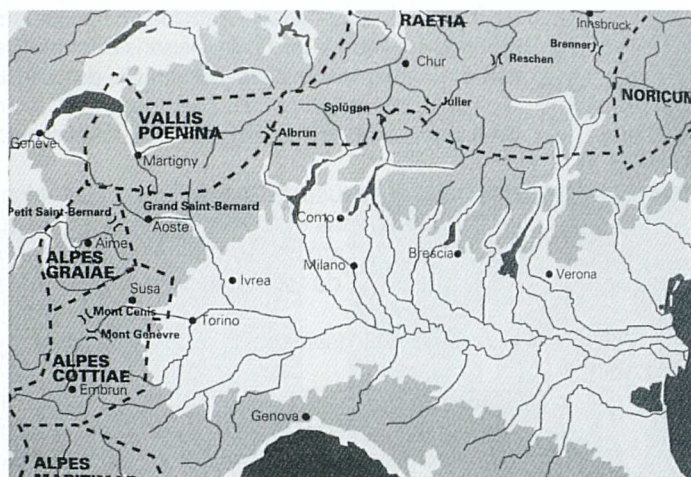 RAETIA
Innsbruck
Brenner
Reschen
Chur
NORICUM
Splügen
Julier
VALLIS
POENINA
Albrun
Genève
Martigny
Grand Saint-Bernard
Petit Saint-Bernard
Aoste
Como
Aime
ALPES
GRAIAE
Milano
Brescia
Verona
Ivrea
Susa
Mont Cenis
Torino
Mont Genèvre
ALPES
COTTIAE
Embrun
Genova
ALPES